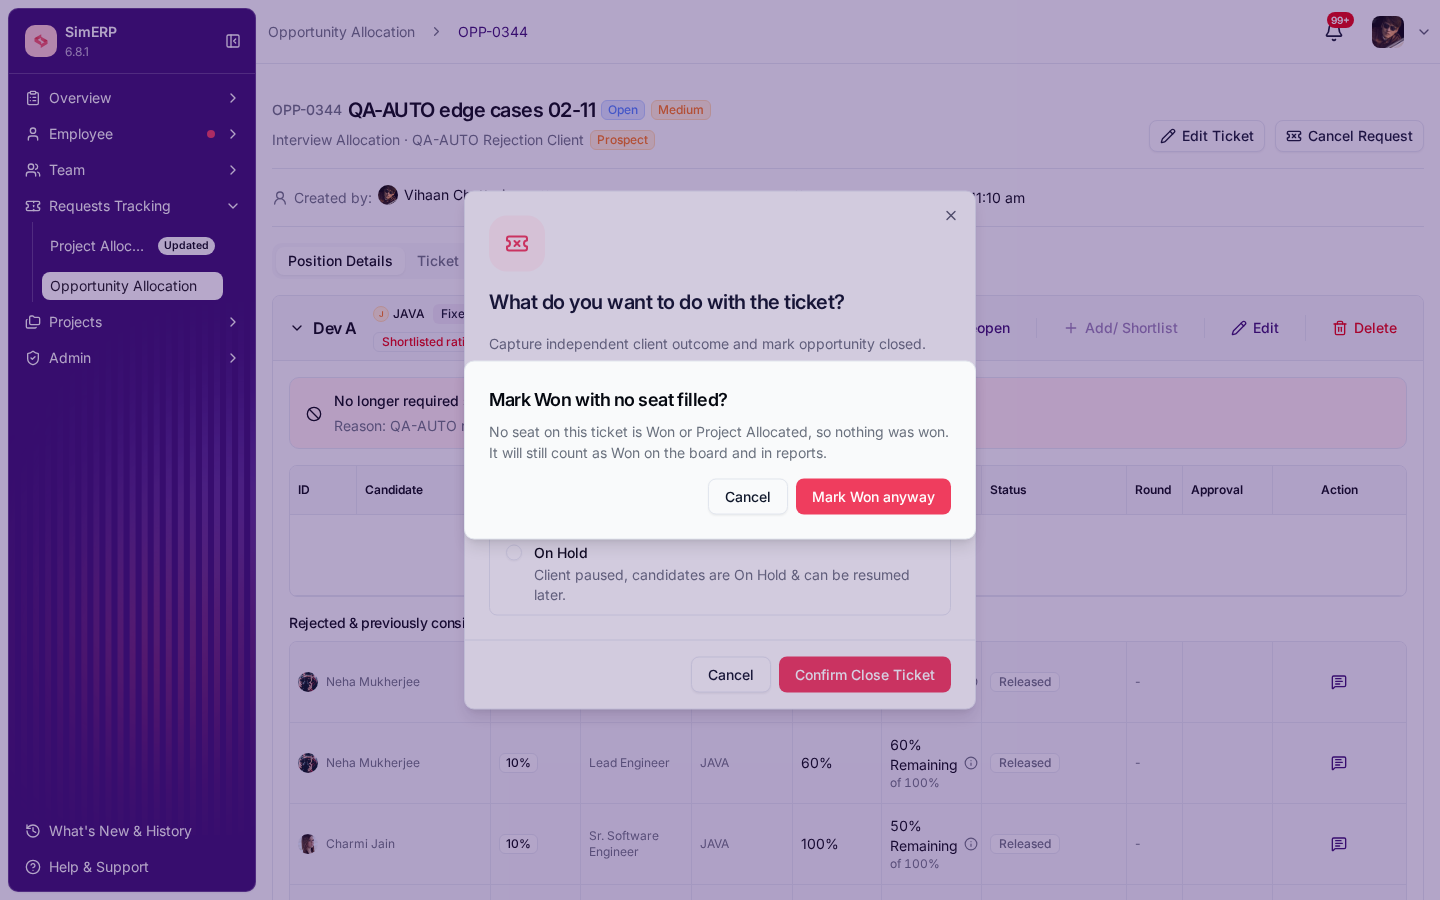 SimERP
6.8.1
Overview
Employee
Team
Requests Tracking
Project Alloc...
Updated
Opportunity Allocation
Projects
Admin
What's New & History
Help & Support
Opportunity Allocation
OPP-0344
99+
OPP-0344 QA-AUTO edge cases 02-11 Open Medium
Interview Allocation · QA-AUTO Rejection Client Prospect
Edit Ticket
Cancel Request
Created by: Vihaan
:10 am
Position Details
Ticket
Dev A
J JAVA
Shortlisted
Add/ Shortlist
Edit
Delete
No longer required
Reason: QA-AUTO
ID
Candidate
Status
Round
Approval
Action
Rejected & previously
Neha Mukherjee
Released
-
Neha Mukherjee
10%
Lead Engineer
JAVA
60%
60%
Remaining
of 100%
Released
-
Charmi Jain
10%
Sr. Software
Engineer
JAVA
100%
50%
Remaining
of 100%
Released
-
What do you want to do with the ticket?
Capture independent client outcome and mark opportunity closed.
Mark Won with no seat filled?
No seat on this ticket is Won or Project Allocated, so nothing was won.
It will still count as Won on the board and in reports.
Cancel
Mark Won anyway
On Hold
Client paused, candidates are On Hold & can be resumed
later.
Cancel
Confirm Close Ticket